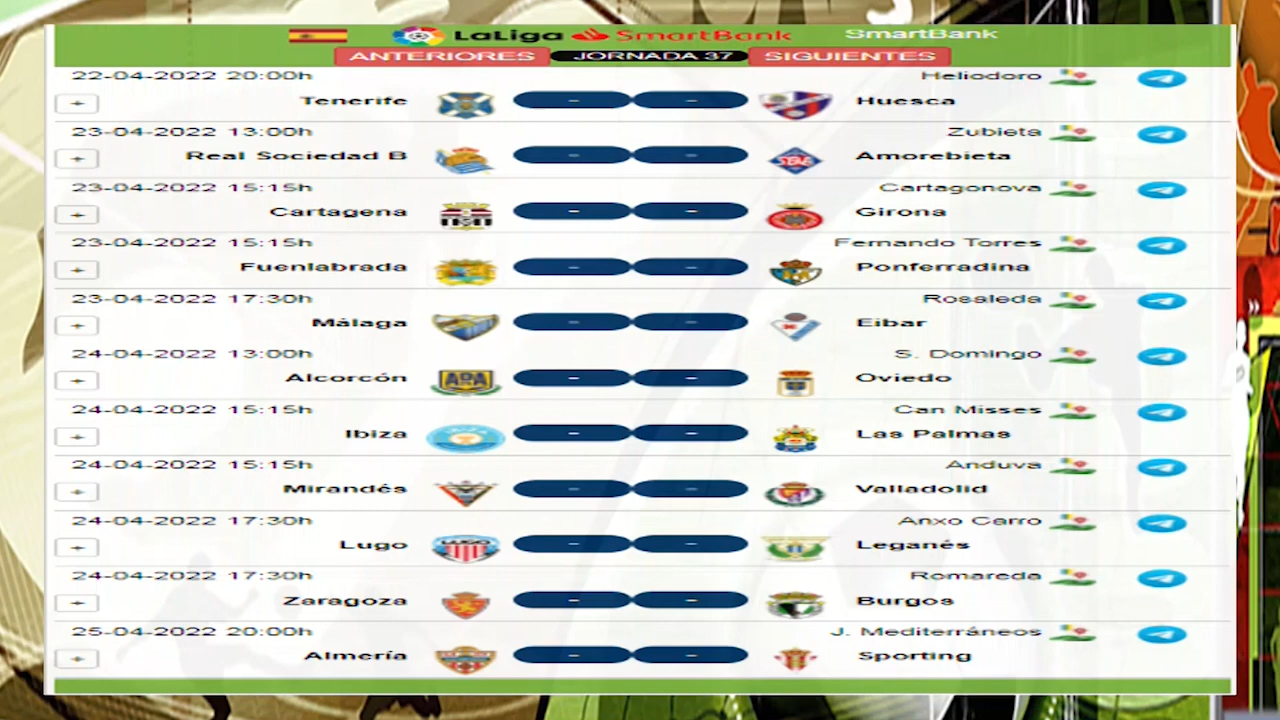 LaLiga SmartBank SmartBank
ANTERIORES JORNADA 37 SIGUIENTES
22-04-2022 20:00h Heliodoro
+ Tenerife - - Huesca
23-04-2022 13:00h Zubieta
+ Real Sociedad B - - Amorebieta
23-04-2022 15:15h Cartagonova
+ Cartagena - - Girona
23-04-2022 15:15h Fernando Torres
+ Fuenlabrada - - Ponferradina
23-04-2022 17:30h Rosaleda
+ Málaga - - Eibar
24-04-2022 13:00h S. Domingo
+ Alcorcón - - Oviedo
24-04-2022 15:15h Can Misses
+ Ibiza - - Las Palmas
24-04-2022 15:15h Anduva
+ Mirandés - - Valladolid
24-04-2022 17:30h Anxo Carro
+ Lugo - - Leganés
24-04-2022 17:30h Romareda
+ Zaragoza - - Burgos
25-04-2022 20:00h J. Mediterráneos
+ Almería - - Sporting